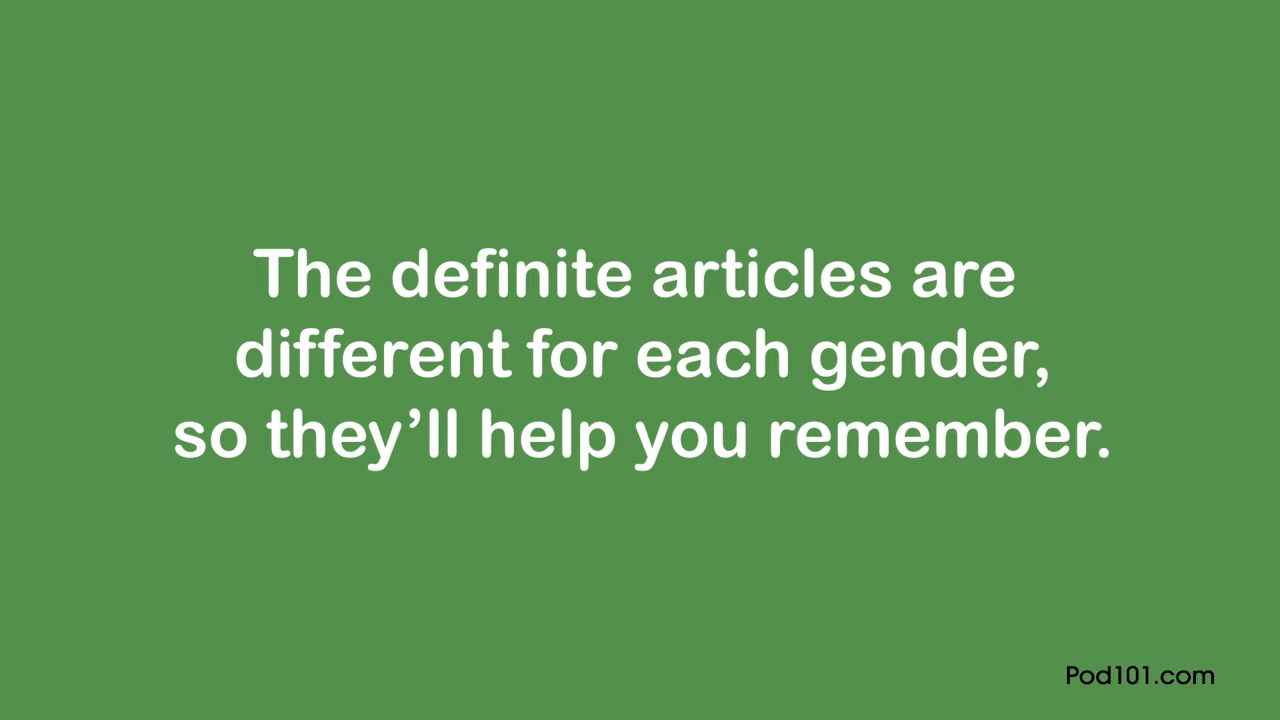 The definite articles are
different for each gender,
so they’ll help you remember.
Pod101.com